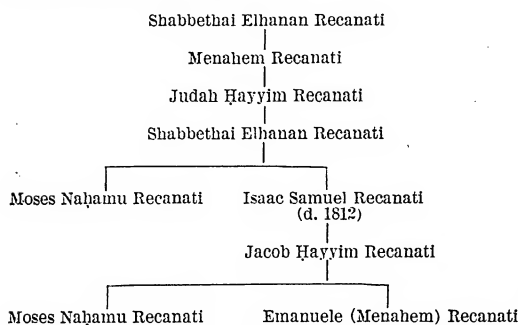 Shabbethai Elhanan Recanati
Menahem Recanati
Judah Ḥayyim Recanati
Shabbethai Elhanan Recanati
Moses Naḥamu Recanati Isaac Samuel Recanati
(d. 1812)
Jacob Ḥayyim Recanati
Moses Naḥamu Recanati Emanuele (Menahem) Recanati